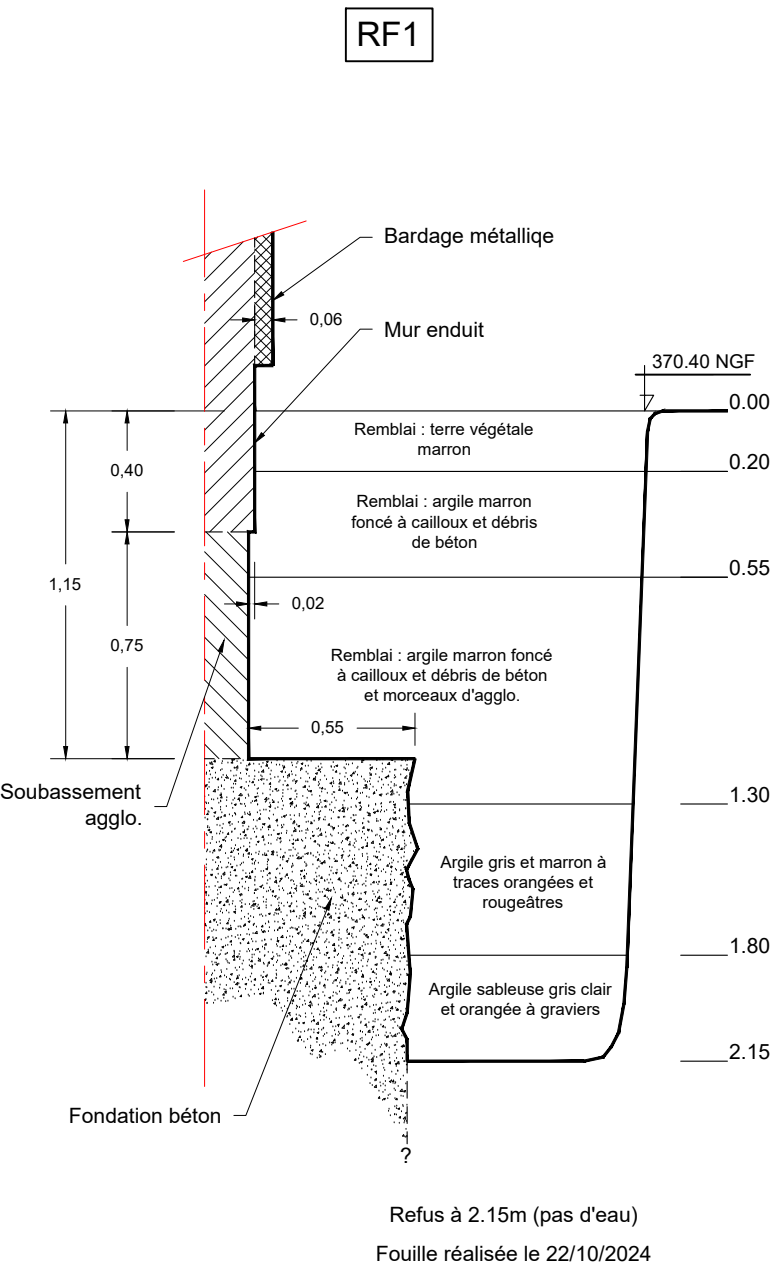 RF1
Bardage métalliqe
0,06
Mur enduit
370.40 NGF
0.00
Remblai : terre végétale
marron
0,40
0.20
Remblai : argile marron
foncé à cailloux et débris
de béton
0.55
1,15
0,02
0,75
Remblai : argile marron foncé
à cailloux et débris de béton
et morceaux d'agglo.
0,55
Soubassement
agglo.
1.30
Argile gris et marron à
traces orangées et
rougeâtres
1.80
Argile sableuse gris clair
et orangée à graviers
2.15
Fondation béton
?
Refus à 2.15m (pas d'eau)
Fouille réalisée le 22/10/2024